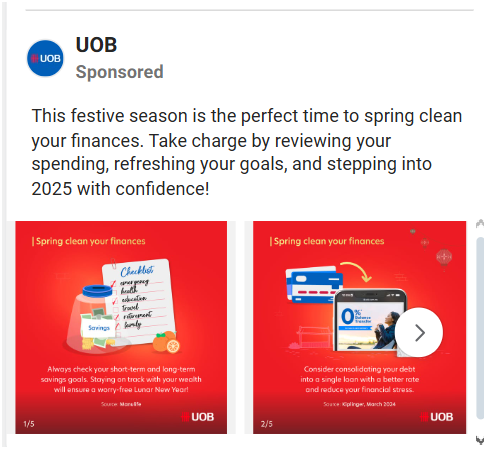 UOB
UOB
Sponsored
This festive season is the perfect time to spring clean
your finances. Take charge by reviewing your
spending, refreshing your goals, and stepping into
2025 with confidence!
Spring clean your finances
Checklist
emergency
health
education
travel
retirement
family
Savings
Always check your short-term and long-term
savings goals. Staying on track with your wealth
will ensure a worry-free Lunar New Year!
Source: Manulife
1/5
UOB
Spring clean your finances
0%
Balance
Transfer
Consider consolidating your debt
into a single loan with a better rate
and reduce your financial stress.
Source: Kiplinger, March 2024
2/5
UOB